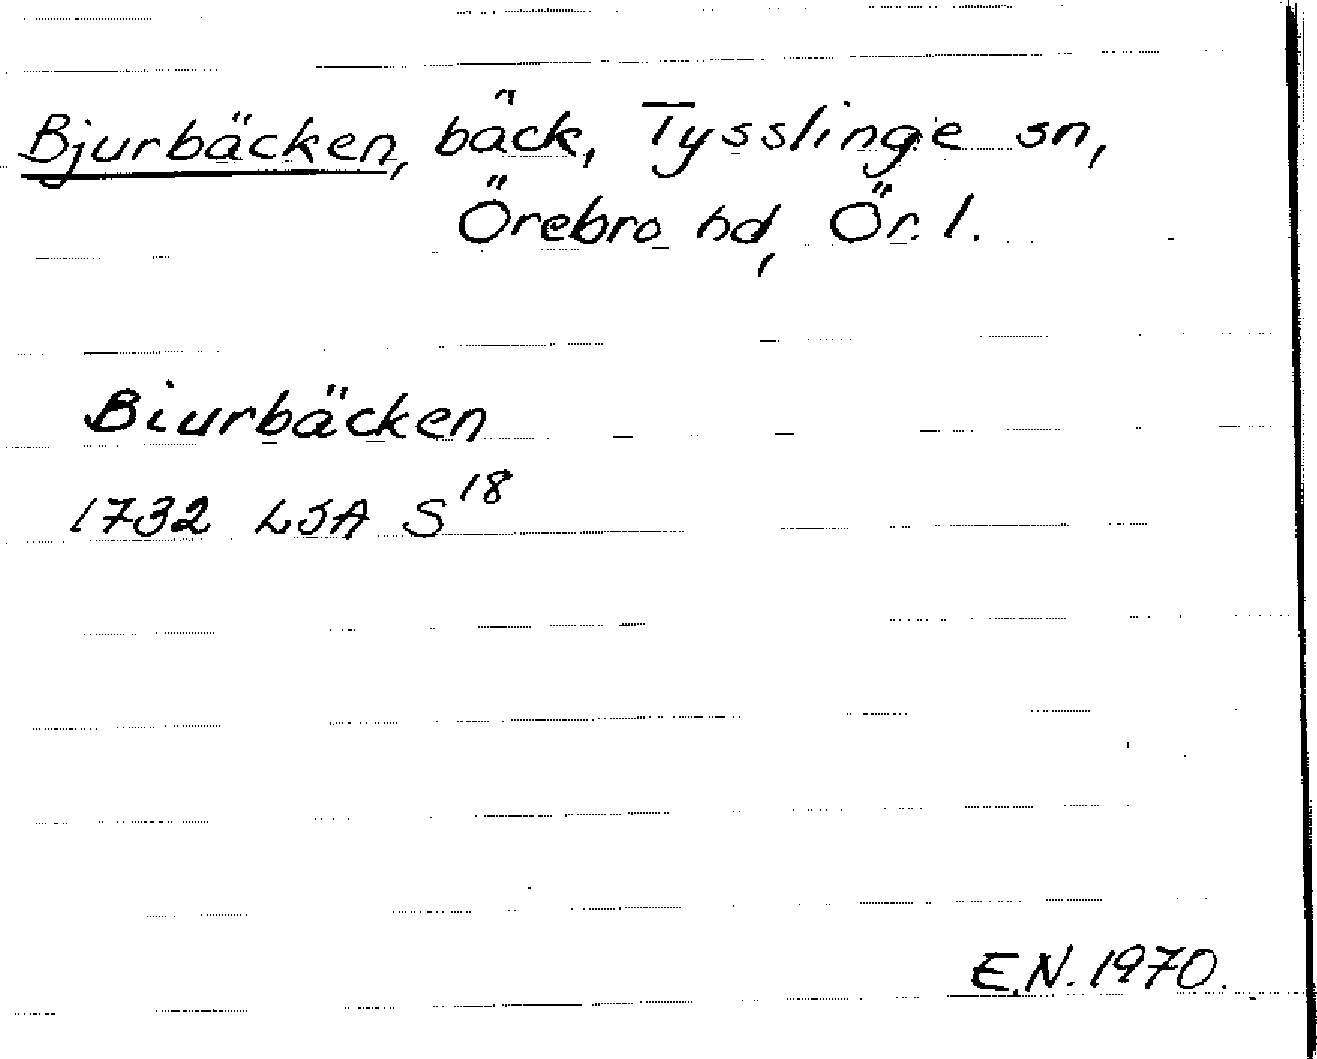 Bjurbäcken, bäck, Tysslinge sn,
Örebro hd, Ör. l.
Biurbäcken
1732 LSA S18
E.N. 1970.